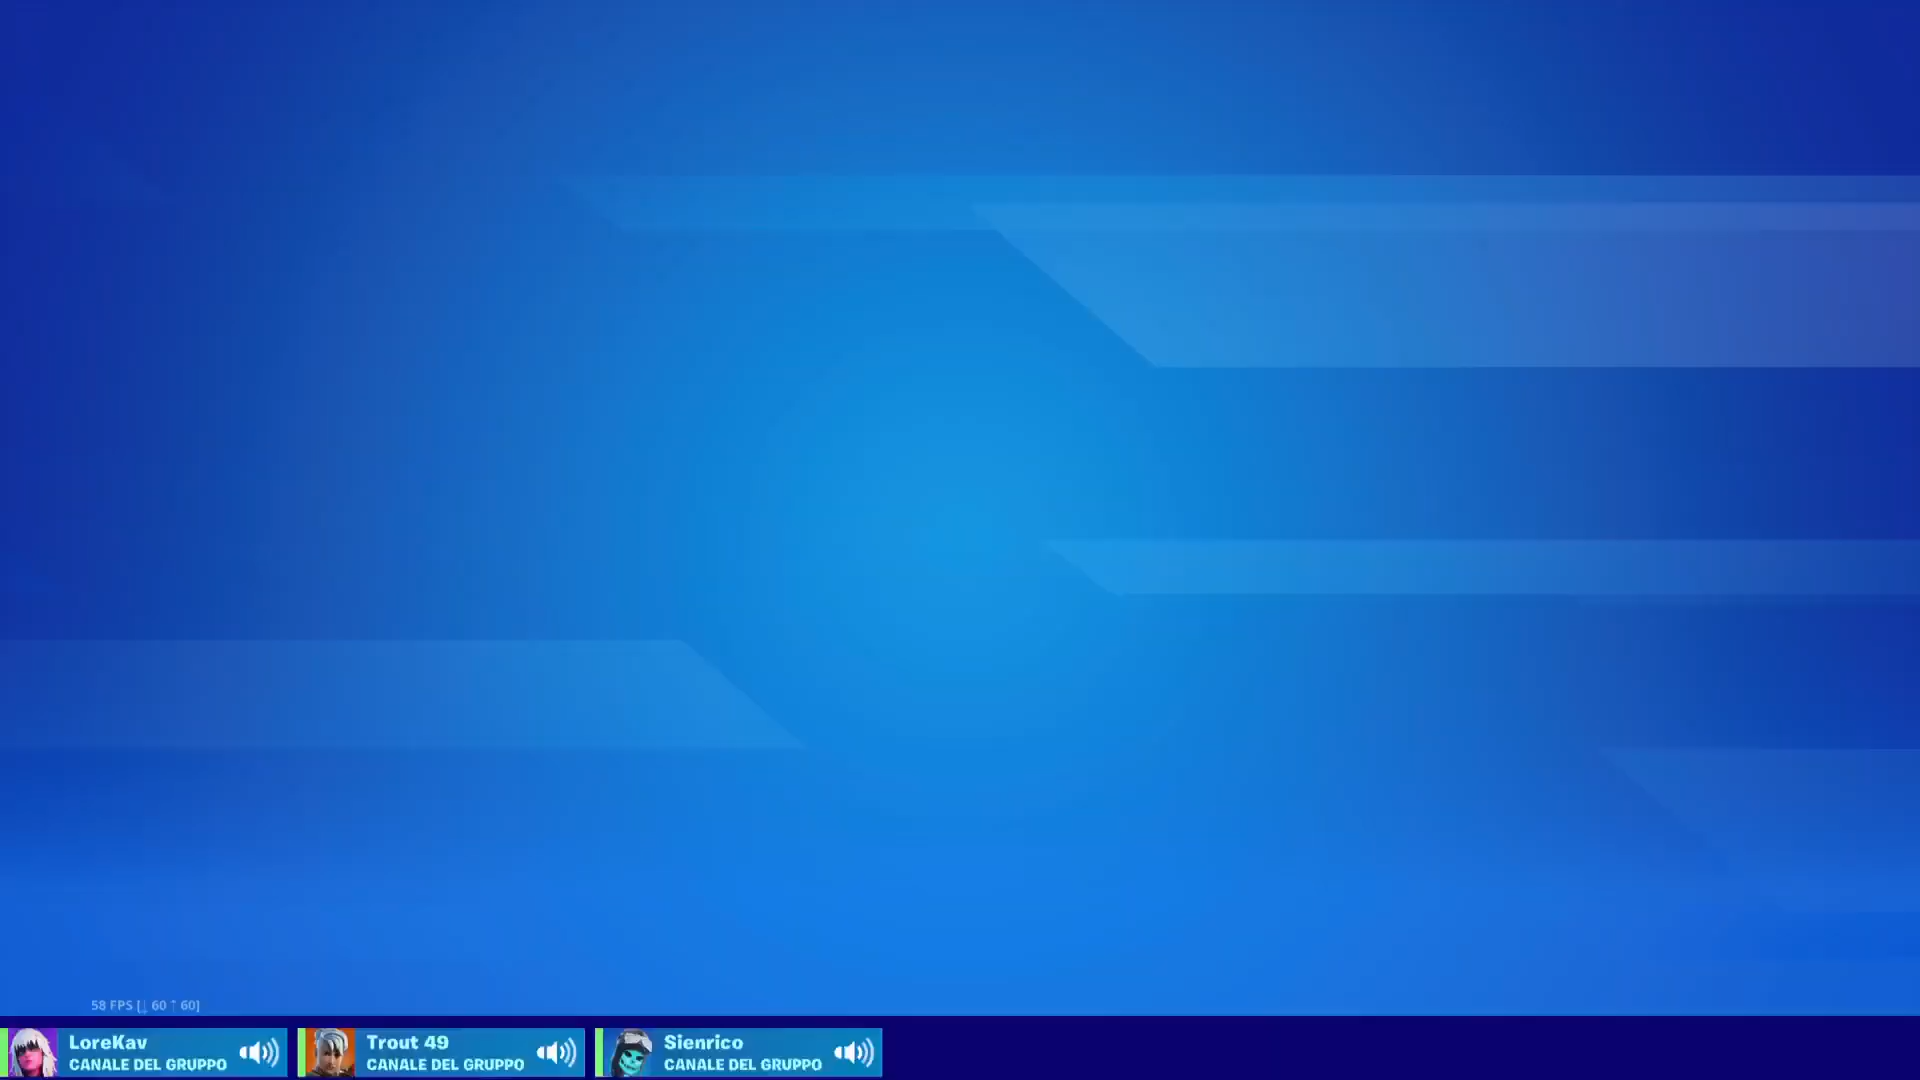 58 FPS [↓ 60 ↑ 60]
LoreKav
CANALE DEL GRUPPO
Trout 49
CANALE DEL GRUPPO
Sienrico
CANALE DEL GRUPPO